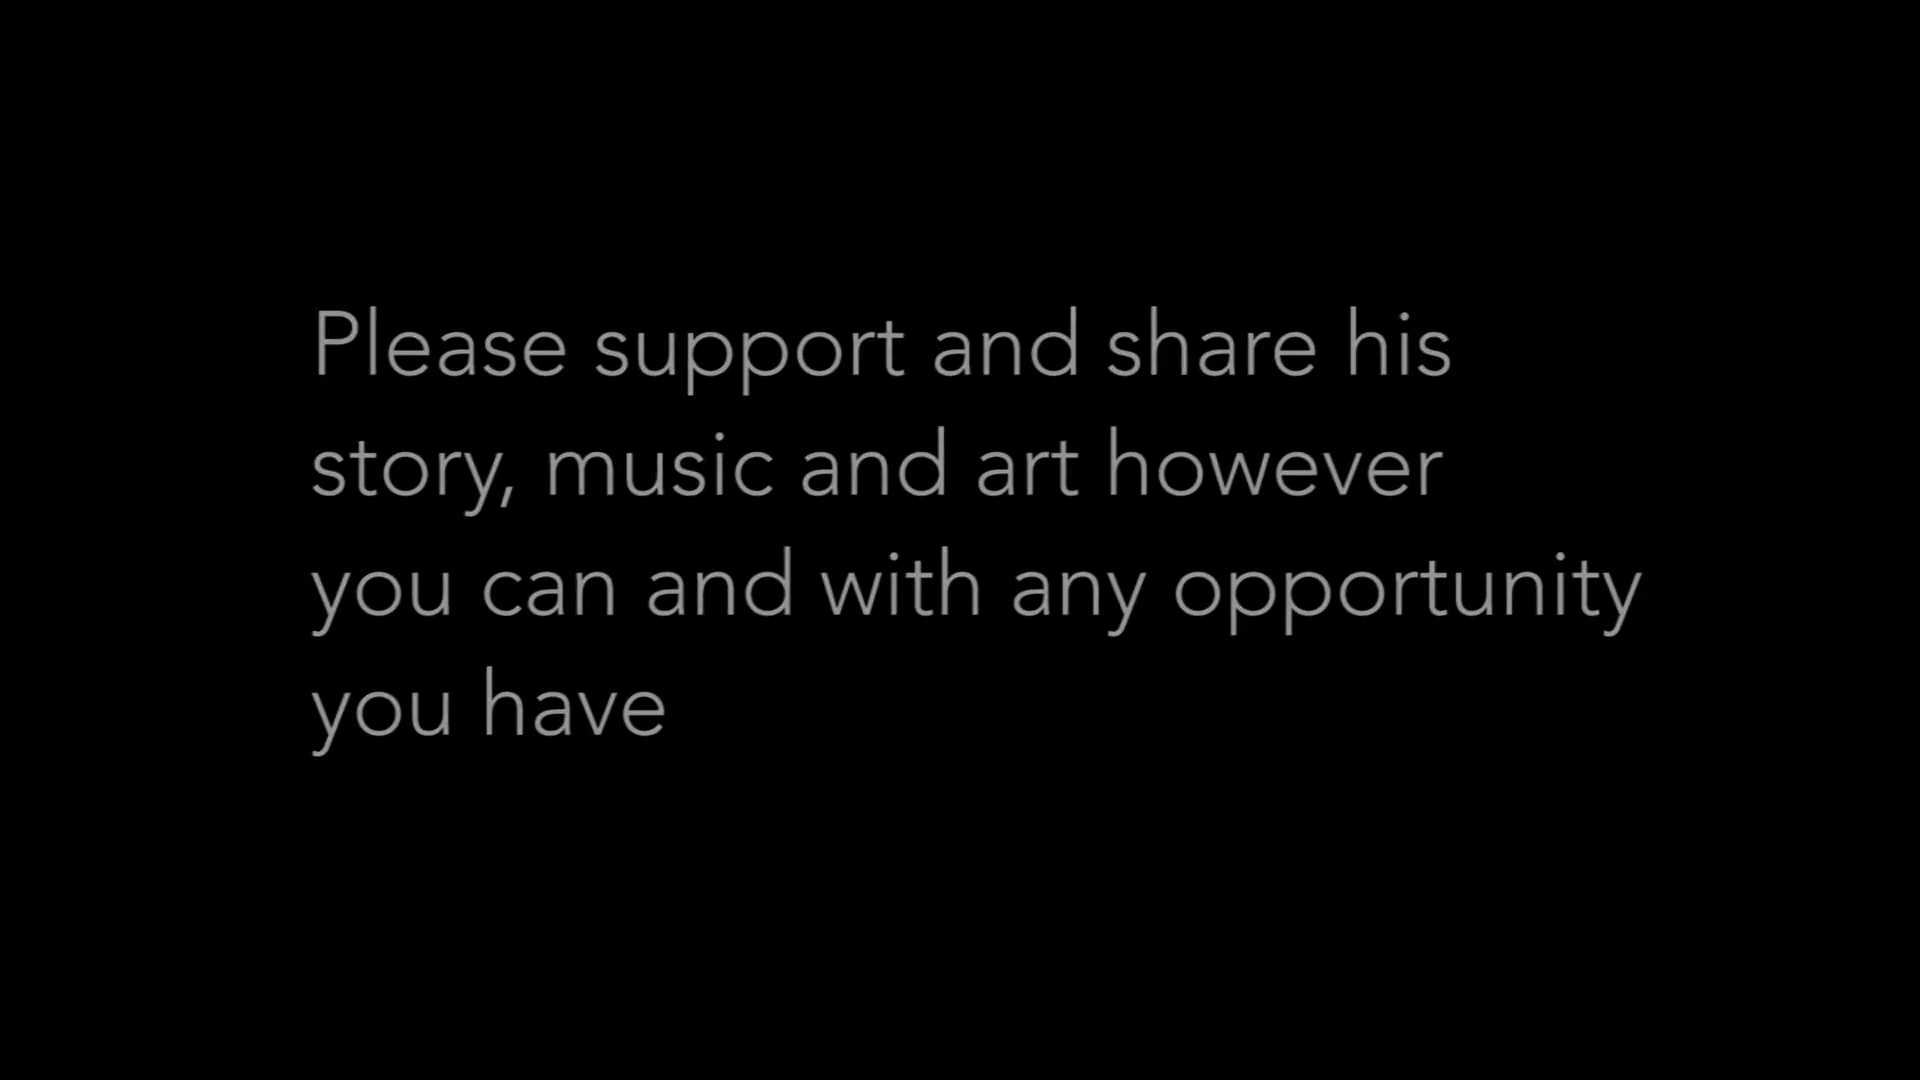 Please support and share his
story, music and art however
you can and with any opportunity
you have